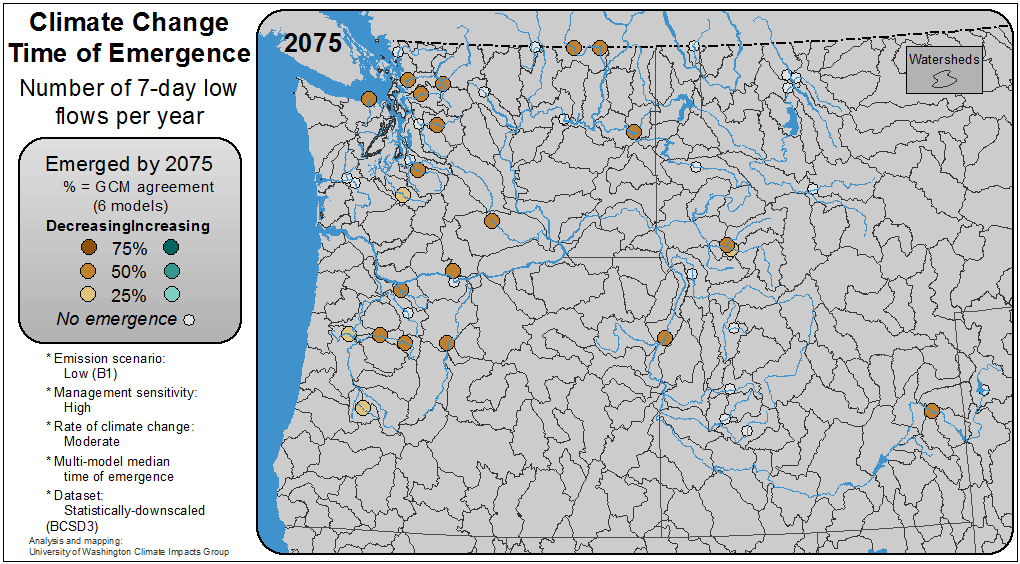 Climate Change
Time of Emergence
Number of 7-day low
flows per year
Emerged by 2075
% = GCM agreement
(6 models)
DecreasingIncreasing
75%
50%
25%
No emergence
* Emission scenario:
Low (B1)
* Management sensitivity:
High
* Rate of climate change:
Moderate
* Multi-model median
time of emergence
* Dataset:
Statistically-downscaled
(BCSD3)
Analysis and mapping:
University of Washington Climate Impacts Group
2075
Watersheds